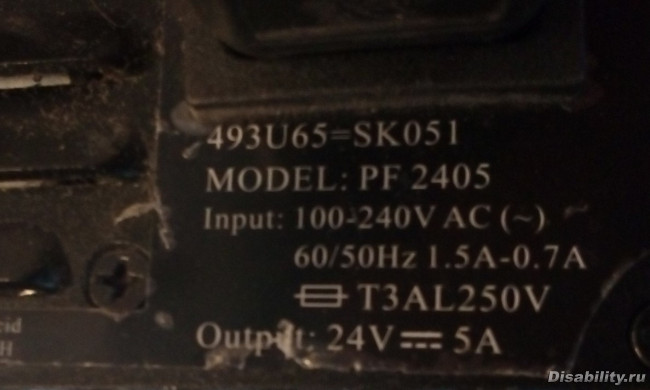 493U65=SK051
MODEL: PF 2405
Input: 100-240V AC (~)
60/50Hz 1.5A-0.7A
T3AL250V
Output: 24V⎓5A
Disability.ru